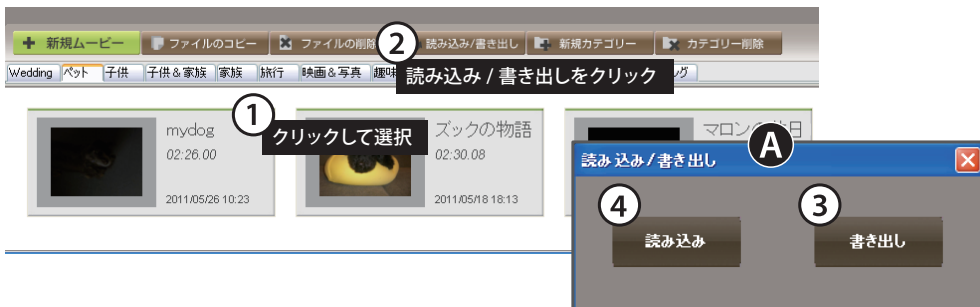 新規ムービー ファイルのコピー ファイルの削除 2 読み込み/書き出し 新規カテゴリー カテゴリー削除
Wedding ペット 子供 子供&家族 家族 旅行 映画&写真 趣味
読み込み / 書き出しをクリック
1
クリックして選択
mydog
02:26.00
2011/05/26 10:23
ズックの物語
02:30.08
2011/05/18 18:13
マロンの
A
読み込み/書き出し
4 読み込み
3 書き出し